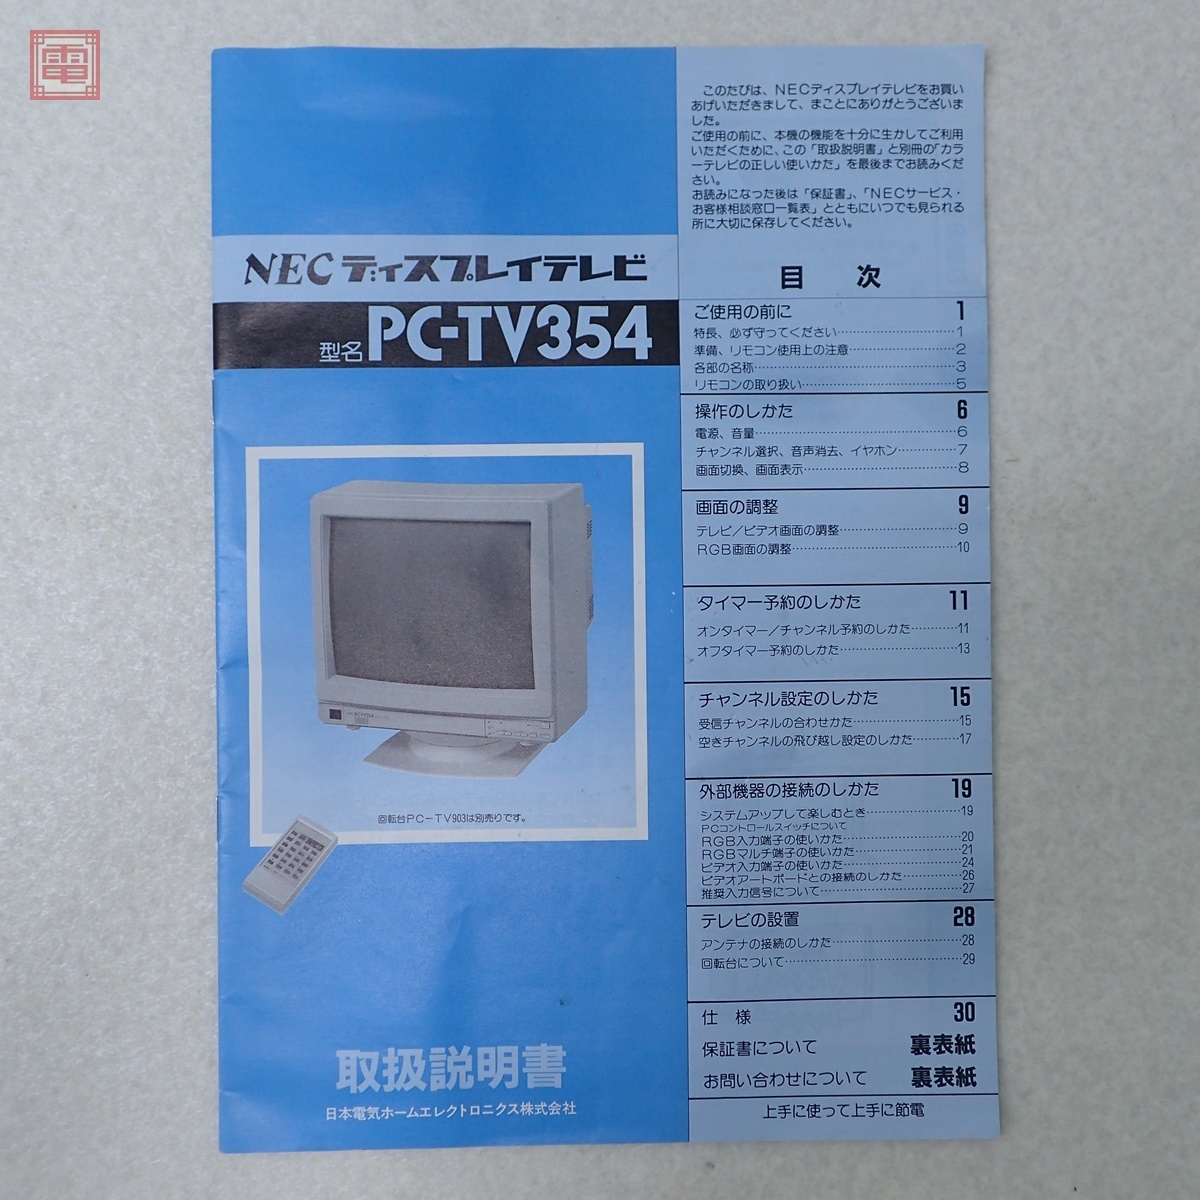 電
NEC ディスプレイテレビ
型名 PC-TV354
回転台PC-TV903は別売りです。
取扱説明書
日本電気ホームエレクトロニクス株式会社
このたびは、NECディスプレイテレビをお買い
あげいただきまして、まことにありがとうございま
した。
ご使用の前に、本機の機能を十分に生かしてご利用
いただくために、この「取扱説明書」と別冊の「カラ
ーテレビの正しい使いかた」を最後までお読みくだ
さい。
お読みになった後は「保証書」、「NECサービス・
お客様相談窓口一覧表」とともにいつでも見られる
所に大切に保存してください。
目 次
ご使用の前に 1
特長、必ず守ってください 1
準備、リモコン使用上の注意 2
各部の名称 3
リモコンの取り扱い 5
操作のしかた 6
電源、音量 6
チャンネル選択、音声消去、イヤホン 7
画面切換、画面表示 8
画面の調整 9
テレビ/ビデオ画面の調整 9
RGB画面の調整 10
タイマー予約のしかた 11
オンタイマー/チャンネル予約のしかた 11
オフタイマー予約のしかた 13
チャンネル設定のしかた 15
受信チャンネルの合わせかた 15
空きチャンネルの飛び越し設定のしかた 17
外部機器の接続のしかた 19
システムアップして楽しむとき 19
PCコントロールスイッチについて
RGB入力端子の使いかた 20
RGBマルチ端子の使いかた 21
ビデオ入力端子の使いかた 24
ビデオアートボードとの接続のしかた 26
推奨入力信号について 27
テレビの設置 28
アンテナの接続のしかた 28
回転台について 29
仕 様 30
保証書について 裏表紙
お問い合わせについて 裏表紙
上手に使って上手に節電